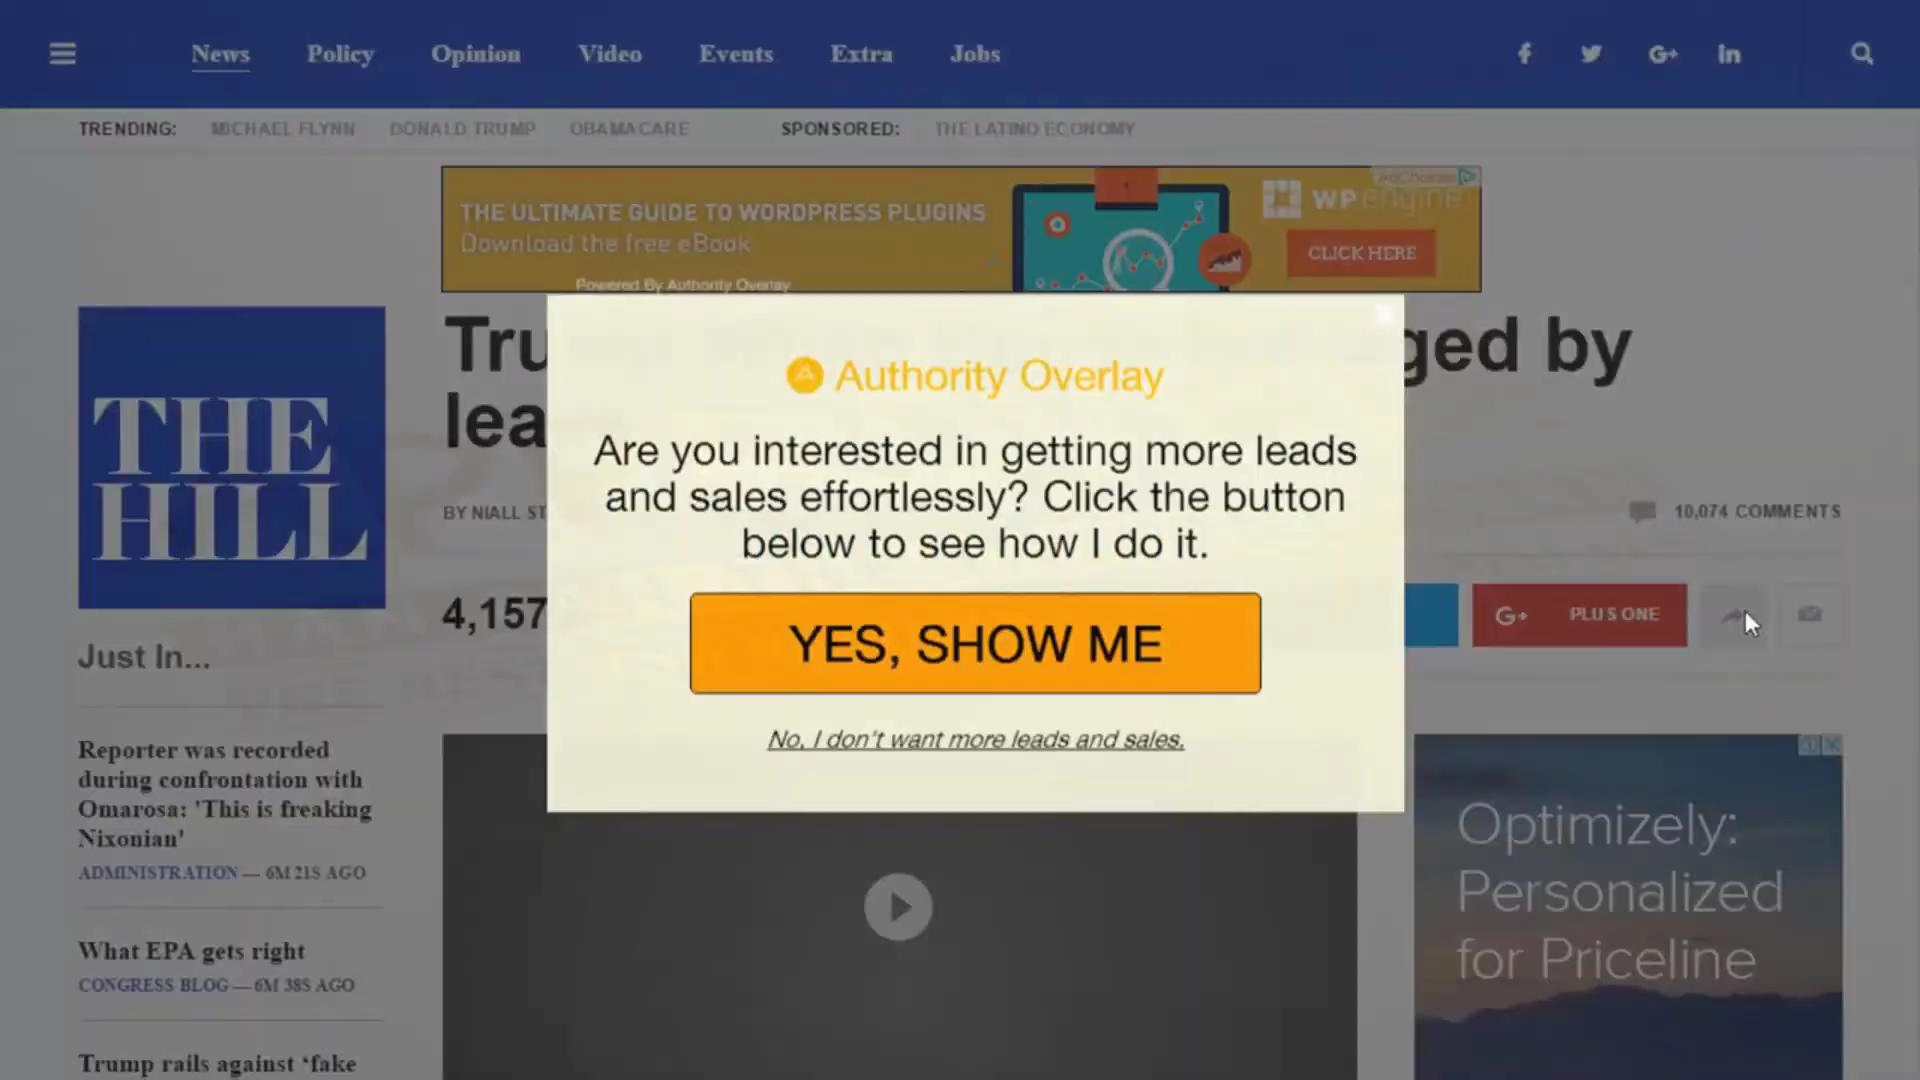 News Policy Opinion Video Events Extra Jobs
TRENDING: MICHAEL FLYNN DONALD TRUMP OBAMACARE SPONSORED: THE LATINO ECONOMY
THE ULTIMATE GUIDE TO WORDPRESS PLUGINS
Download the free eBook
AdChoices
WP engine
CLICK HERE
Powered By Authority Overlay
THE
HILL
Tru
ged by
lea
BY NIALL ST
10,074 COMMENTS
4,157
G+ PLUS ONE
Authority Overlay
Are you interested in getting more leads
and sales effortlessly? Click the button
below to see how I do it.
YES, SHOW ME
No, I don't want more leads and sales.
Just In...
Reporter was recorded
during confrontation with
Omarosa: 'This is freaking
Nixonian'
ADMINISTRATION — 6M 21S AGO
What EPA gets right
CONGRESS BLOG — 6M 38S AGO
Trump rails against ‘fake
Optimizely:
Personalized
for Priceline